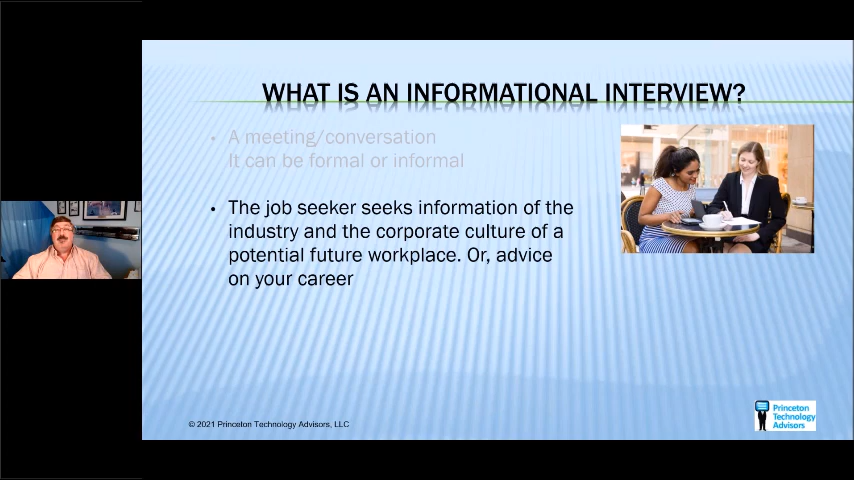 WHAT IS AN INFORMATIONAL INTERVIEW?
• A meeting/conversation
It can be formal or informal
• The job seeker seeks information of the
industry and the corporate culture of a
potential future workplace. Or, advice
on your career
© 2021 Princeton Technology Advisors, LLC
Princeton
Technology
Advisors